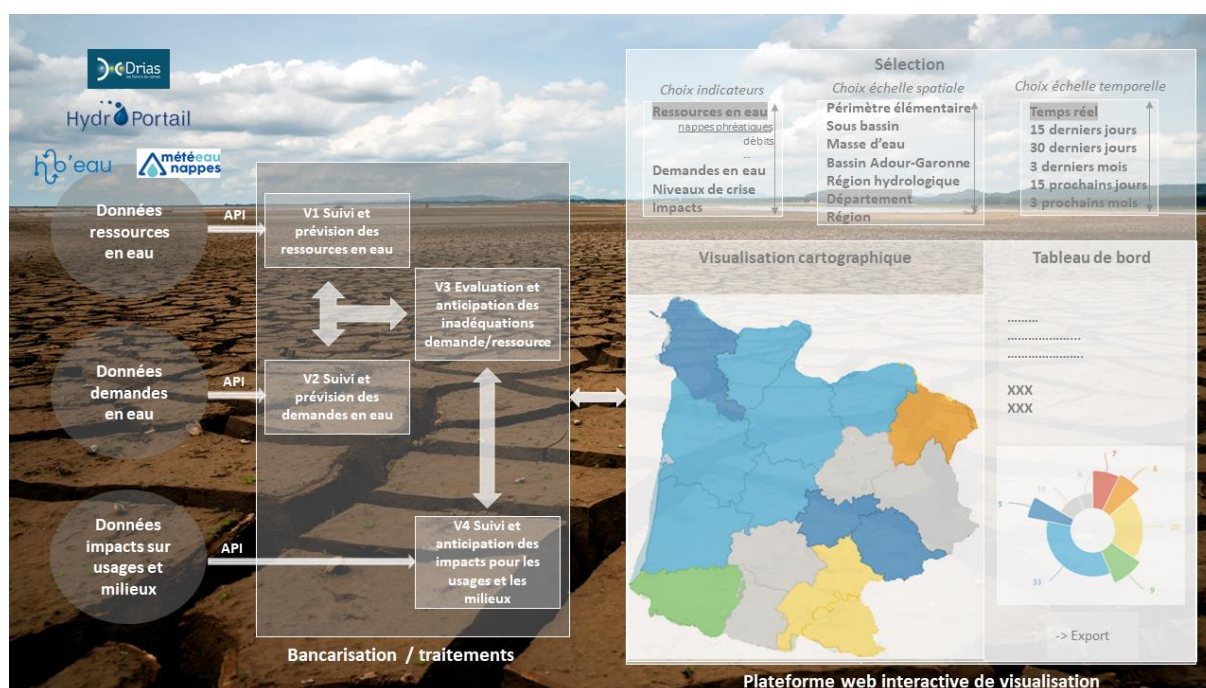 Drias
les futurs du climat
HydroPortail
hub'eau
météeau
nappes
Données
ressources
en eau
API
V1 Suivi et
prévision des
ressources en eau
V3 Evaluation et
anticipation des
inadéquations
demande/ressource
Données
demandes
en eau
API
V2 Suivi et
prévision des
demandes en eau
Données
impacts sur
usages et
milieux
API
V4 Suivi et
anticipation des
impacts pour les
usages et les
milieux
Bancarisation / traitements
Sélection
Choix indicateurs
Ressources en eau
nappes phréatiques
débits
...
Demandes en eau
Niveaux de crise
Impacts
Choix échelle spatiale
Périmètre élémentaire
Sous bassin
Masse d'eau
Bassin Adour-Garonne
Région hydrologique
Département
Région
Choix échelle temporelle
Temps réel
15 derniers jours
30 derniers jours
3 derniers mois
15 prochains jours
3 prochains mois
Visualisation cartographique
Tableau de bord
.........
.....................
......................
XXX
XXX
7
6
20
9
33
5
10
6
-> Export
Plateforme web interactive de visualisation